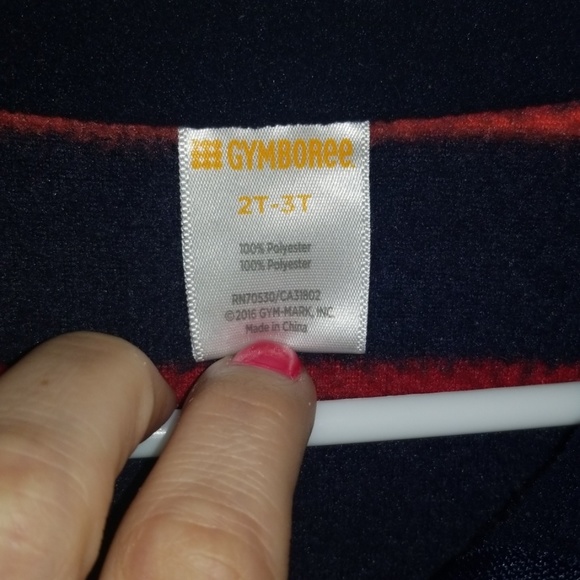 GYMBOREE
2T-3T
100% Polyester
100% Polyester
RN70530/CA31802
©2016 GYM-MARK, INC.
Made in China